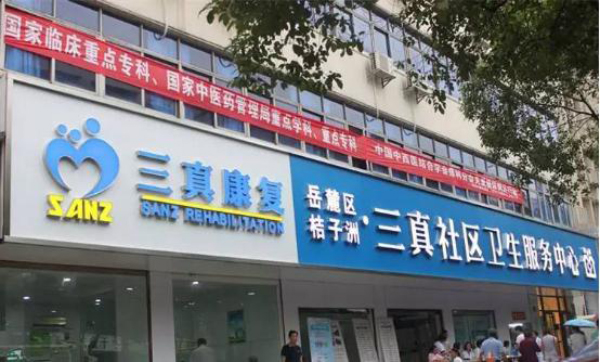 国家临床重点专科、国家中医药管理局重点学科、重点专科
三真康复
SANZ
SANZ REHABILITATION
岳麓区
桔子洲
·三真社区卫生服务中心